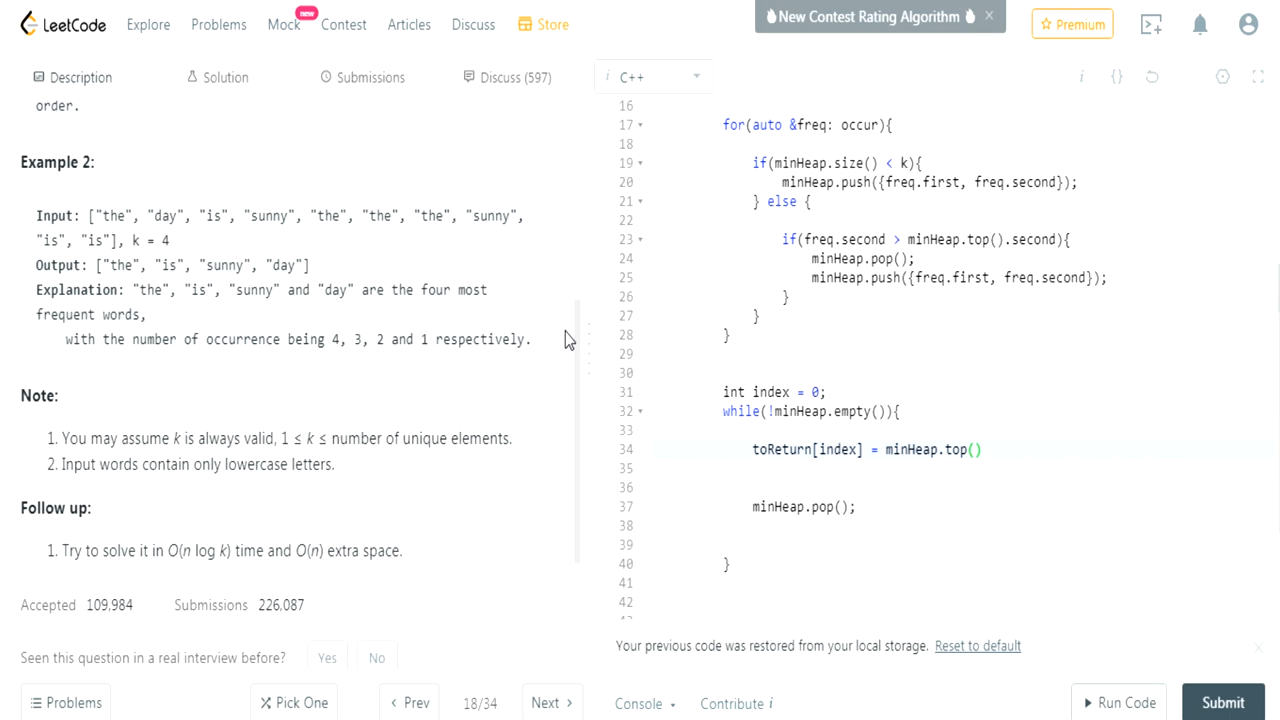 LeetCode Explore Problems Mock new Contest Articles Discuss Store New Contest Rating Algorithm × Premium
Description Solution Submissions Discuss (597)
order.
Example 2:
Input: ["the", "day", "is", "sunny", "the", "the", "the", "sunny",
"is", "is"], k = 4
Output: ["the", "is", "sunny", "day"]
Explanation: "the", "is", "sunny" and "day" are the four most
frequent words,
with the number of occurrence being 4, 3, 2 and 1 respectively.
Note:
1. You may assume k is always valid, 1 ≤ k ≤ number of unique elements.
2. Input words contain only lowercase letters.
Follow up:
1. Try to solve it in O(n log k) time and O(n) extra space.
Accepted 109,984 Submissions 226,087
Seen this question in a real interview before? Yes No
Problems Pick One < Prev 18/34 Next >
i C++ i {}
16
17 for(auto &freq: occur){
18
19 if(minHeap.size() < k){
20 minHeap.push({freq.first, freq.second});
21 } else {
22
23 if(freq.second > minHeap.top().second){
24 minHeap.pop();
25 minHeap.push({freq.first, freq.second});
26 }
27 }
28 }
29
30
31 int index = 0;
32 while(!minHeap.empty()){
33
34 toReturn[index] = minHeap.top()
35
36
37 minHeap.pop();
38
39
40 }
41
42
Your previous code was restored from your local storage. Reset to default ×
Console Contribute i Run Code Submit